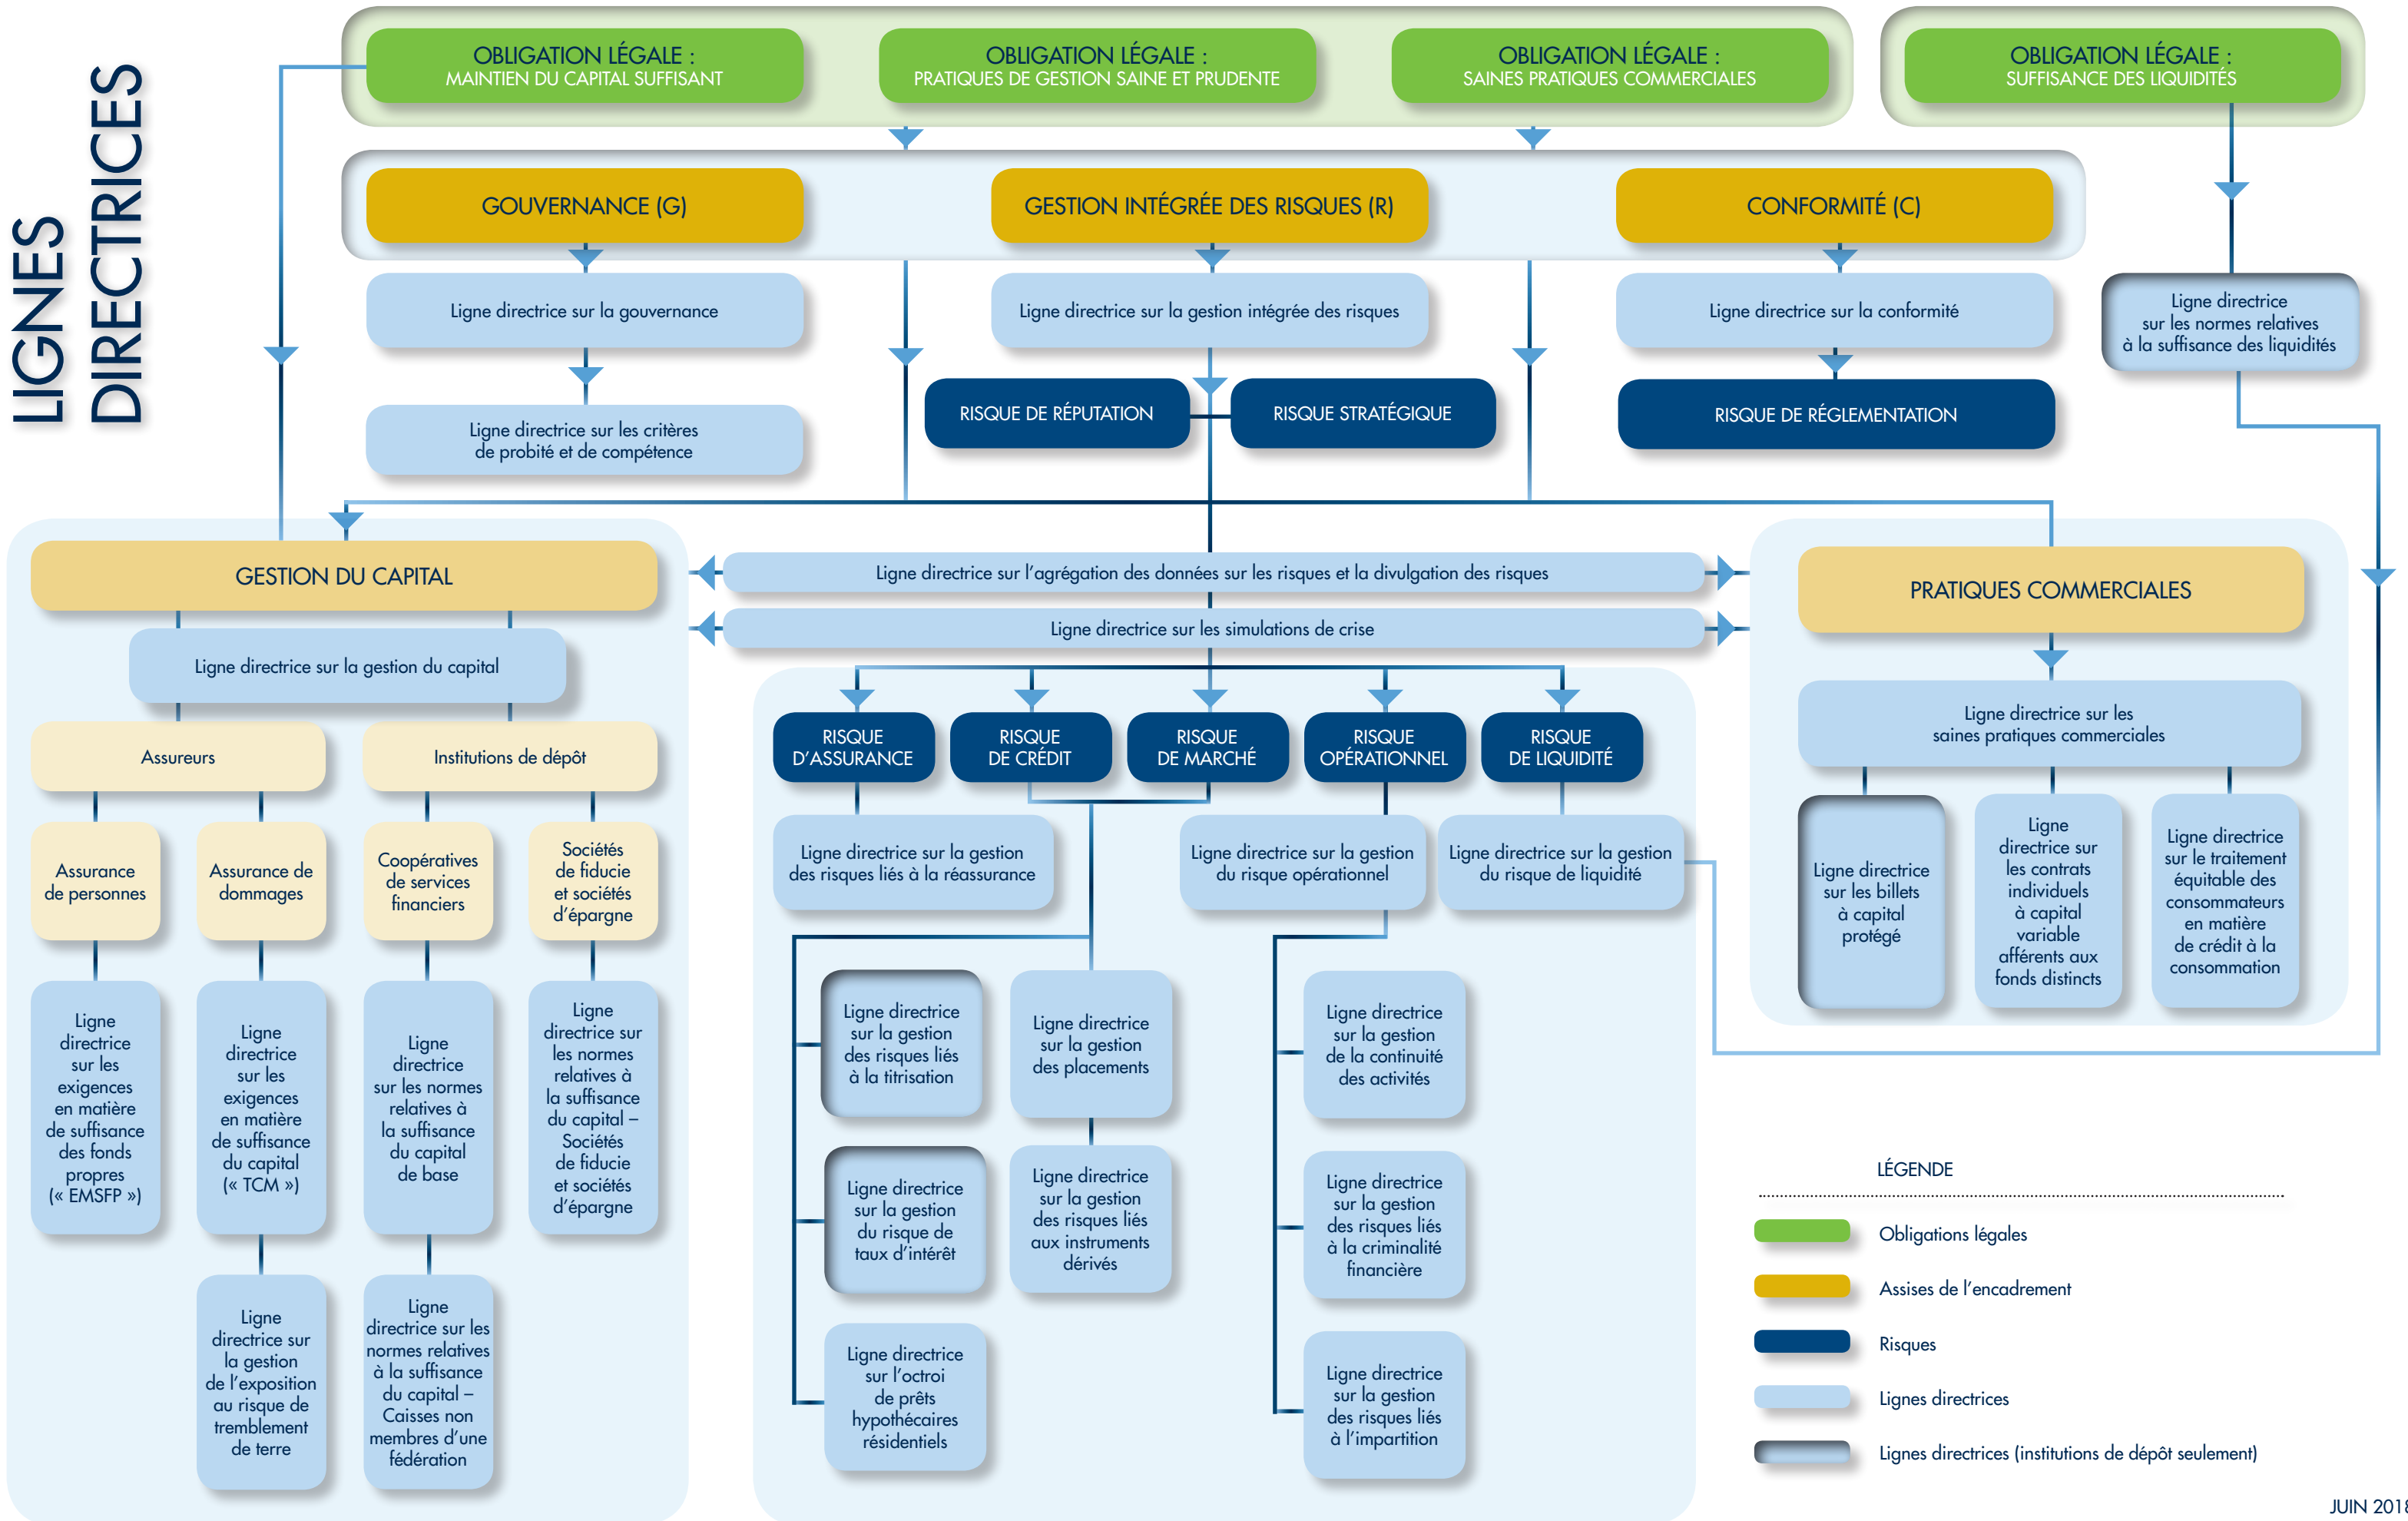 LIGNES
DIRECTRICES
OBLIGATION LÉGALE :
MAINTIEN DU CAPITAL SUFFISANT
OBLIGATION LÉGALE :
PRATIQUES DE GESTION SAINE ET PRUDENTE
OBLIGATION LÉGALE :
SAINES PRATIQUES COMMERCIALES
OBLIGATION LÉGALE :
SUFFISANCE DES LIQUIDITÉS
GOUVERNANCE (G)
GESTION INTÉGRÉE DES RISQUES (R)
CONFORMITÉ (C)
Ligne directrice sur la gouvernance
Ligne directrice sur la gestion intégrée des risques
Ligne directrice sur la conformité
Ligne directrice
sur les normes relatives
à la suffisance des liquidités
Ligne directrice sur les critères
de probité et de compétence
RISQUE DE RÉPUTATION
RISQUE STRATÉGIQUE
RISQUE DE RÉGLEMENTATION
GESTION DU CAPITAL
Ligne directrice sur l'agrégation des données sur les risques et la divulgation des risques
Ligne directrice sur les simulations de crise
PRATIQUES COMMERCIALES
Ligne directrice sur la gestion du capital
Assureurs
Institutions de dépôt
Assurance
de personnes
Assurance de
dommages
Coopératives
de services
financiers
Sociétés
de fiducie
et sociétés
d'épargne
Ligne
directrice
sur les
exigences
en matière
de suffisance
des fonds
propres
(« EMSFP »)
Ligne
directrice
sur les
exigences
en matière
de suffisance
du capital
(« TCM »)
Ligne
directrice
sur les normes
relatives à
la suffisance
du capital
de base
Ligne
directrice sur
les normes
relatives à
la suffisance
du capital –
Sociétés
de fiducie
et sociétés
d'épargne
Ligne
directrice sur
la gestion
de l'exposition
au risque de
tremblement
de terre
Ligne
directrice sur les
normes relatives
à la suffisance
du capital –
Caisses non
membres d'une
fédération
RISQUE
D'ASSURANCE
RISQUE
DE CRÉDIT
RISQUE
DE MARCHÉ
RISQUE
OPÉRATIONNEL
RISQUE
DE LIQUIDITÉ
Ligne directrice sur la gestion
des risques liés à la réassurance
Ligne directrice sur la gestion
du risque opérationnel
Ligne directrice sur la gestion
du risque de liquidité
Ligne directrice
sur la gestion
des risques liés
à la titrisation
Ligne directrice
sur la gestion
des placements
Ligne directrice
sur la gestion
de la continuité
des activités
Ligne directrice
sur la gestion
du risque de
taux d'intérêt
Ligne directrice
sur la gestion
des risques liés
aux instruments
dérivés
Ligne directrice
sur la gestion
des risques liés
à la criminalité
financière
Ligne directrice
sur l'octroi
de prêts
hypothécaires
résidentiels
Ligne directrice
sur la gestion
des risques liés
à l'impartition
Ligne directrice sur les
saines pratiques commerciales
Ligne directrice
sur les billets
à capital
protégé
Ligne
directrice sur
les contrats
individuels
à capital
variable
afférents aux
fonds distincts
Ligne directrice
sur le traitement
équitable des
consommateurs
en matière
de crédit à la
consommation
LÉGENDE
Obligations légales
Assises de l'encadrement
Risques
Lignes directrices
Lignes directrices (institutions de dépôt seulement)
JUIN 2018